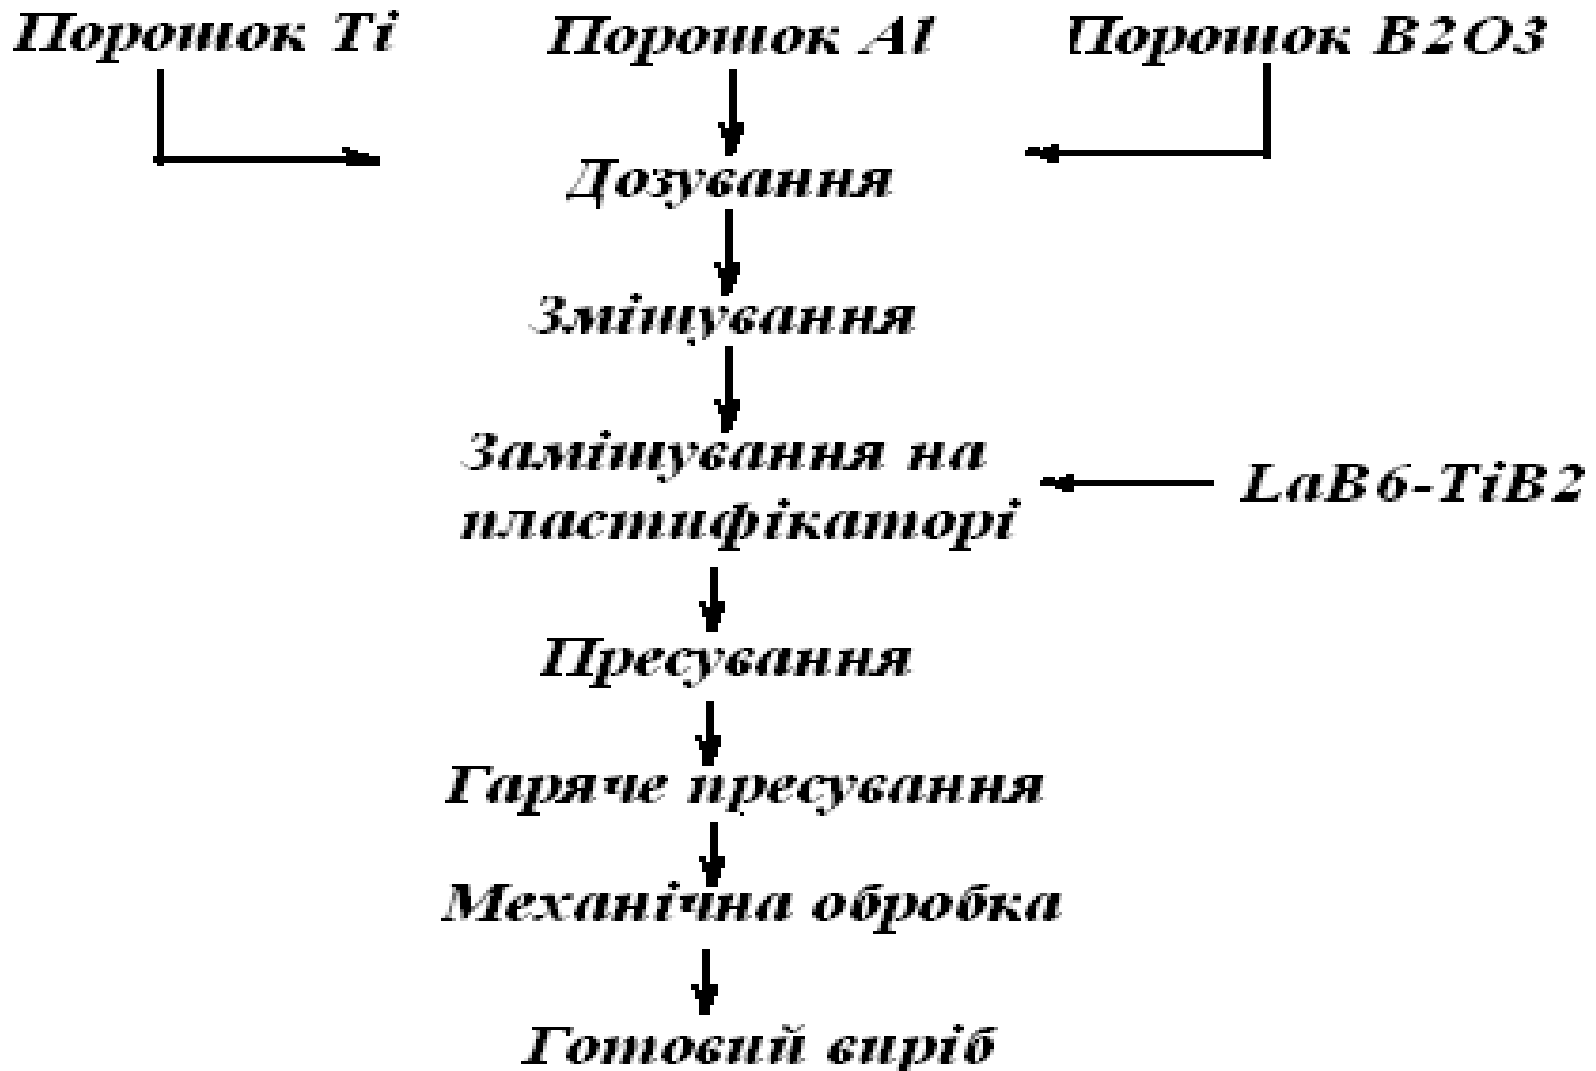 Порошок Ti
Порошок Al
Порошок B2O3
Дозування
Змішування
Замішування на
пластифікаторі
LaB6-TiB2
Пресування
Гаряче пресування
Механічна обробка
Готовий виріб